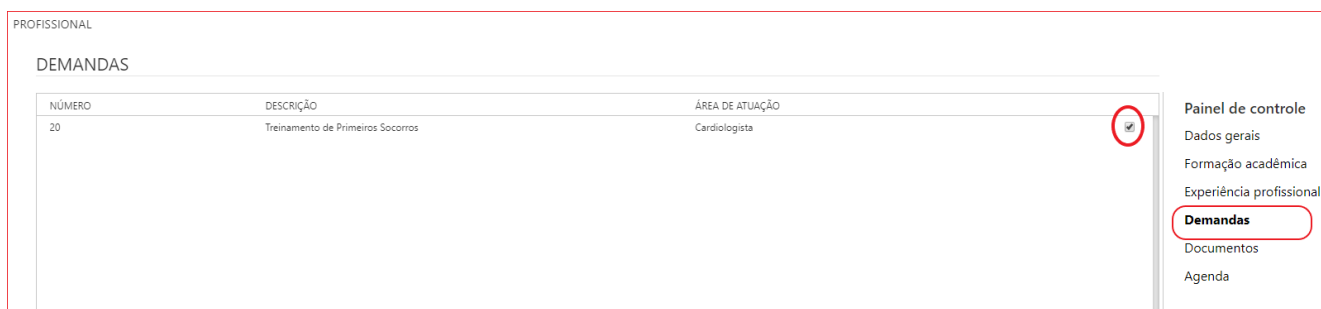 PROFISSIONAL
DEMANDAS
NÚMERO DESCRIÇÃO ÁREA DE ATUAÇÃO
20 Treinamento de Primeiros Socorros Cardiologista
Painel de controle
Dados gerais
Formação acadêmica
Experiência profissional
Demandas
Documentos
Agenda